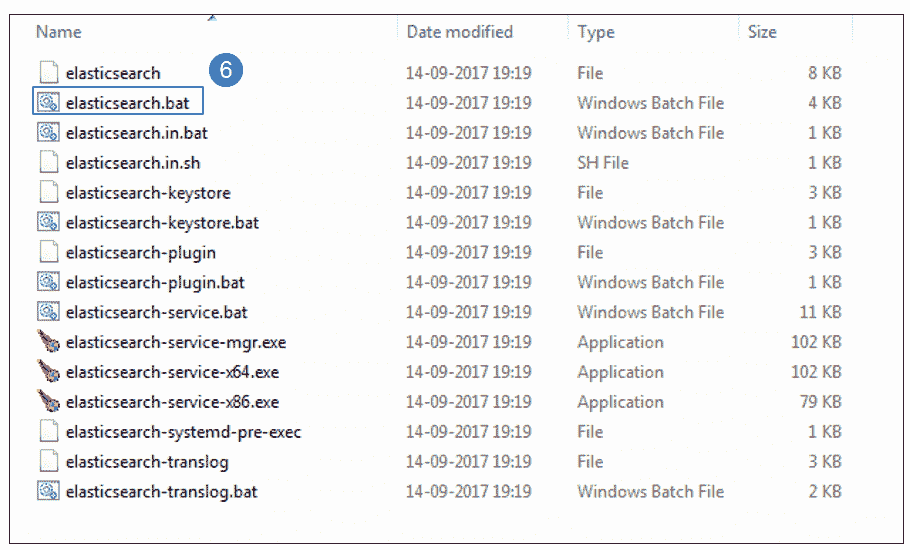 Name Date modified Type Size
elasticsearch 6 14-09-2017 19:19 File 8 KB
elasticsearch.bat 14-09-2017 19:19 Windows Batch File 4 KB
elasticsearch.in.bat 14-09-2017 19:19 Windows Batch File 1 KB
elasticsearch.in.sh 14-09-2017 19:19 SH File 1 KB
elasticsearch-keystore 14-09-2017 19:19 File 3 KB
elasticsearch-keystore.bat 14-09-2017 19:19 Windows Batch File 1 KB
elasticsearch-plugin 14-09-2017 19:19 File 3 KB
elasticsearch-plugin.bat 14-09-2017 19:19 Windows Batch File 1 KB
elasticsearch-service.bat 14-09-2017 19:19 Windows Batch File 11 KB
elasticsearch-service-mgr.exe 14-09-2017 19:19 Application 102 KB
elasticsearch-service-x64.exe 14-09-2017 19:19 Application 102 KB
elasticsearch-service-x86.exe 14-09-2017 19:19 Application 79 KB
elasticsearch-systemd-pre-exec 14-09-2017 19:19 File 1 KB
elasticsearch-translog 14-09-2017 19:19 File 3 KB
elasticsearch-translog.bat 14-09-2017 19:19 Windows Batch File 2 KB